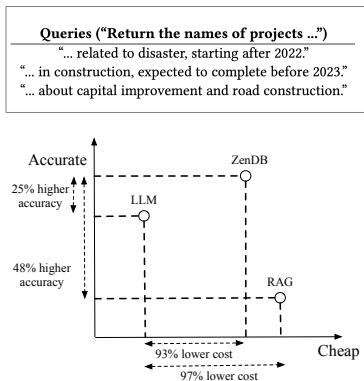 Queries (“Return the names of projects ...”)
“... related to disaster, starting after 2022.”
“... in construction, expected to complete before 2023.”
“... about capital improvement and road construction.”
Accurate
ZenDB
25% higher
accuracy
LLM
48% higher
accuracy
RAG
93% lower cost
Cheap
97% lower cost